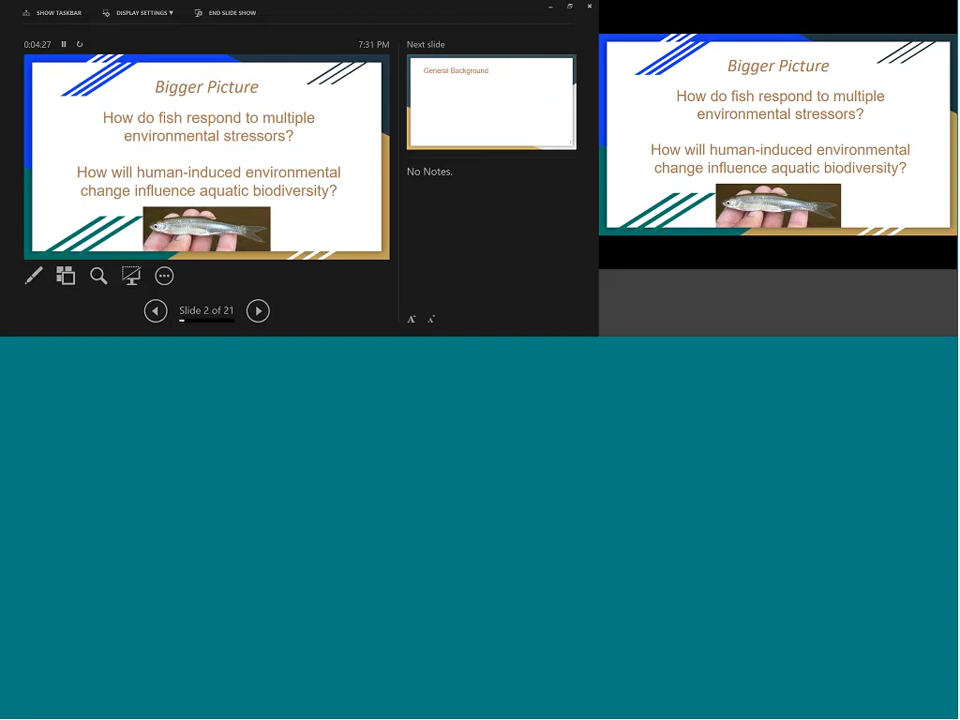 SHOW TASKBAR
DISPLAY SETTINGS ▼
END SLIDE SHOW
0:04:27
7:31 PM
Bigger Picture
How do fish respond to multiple
environmental stressors?
How will human-induced environmental
change influence aquatic biodiversity?
Slide 2 of 21
Next slide
General Background
No Notes.
A
A
Bigger Picture
How do fish respond to multiple
environmental stressors?
How will human-induced environmental
change influence aquatic biodiversity?